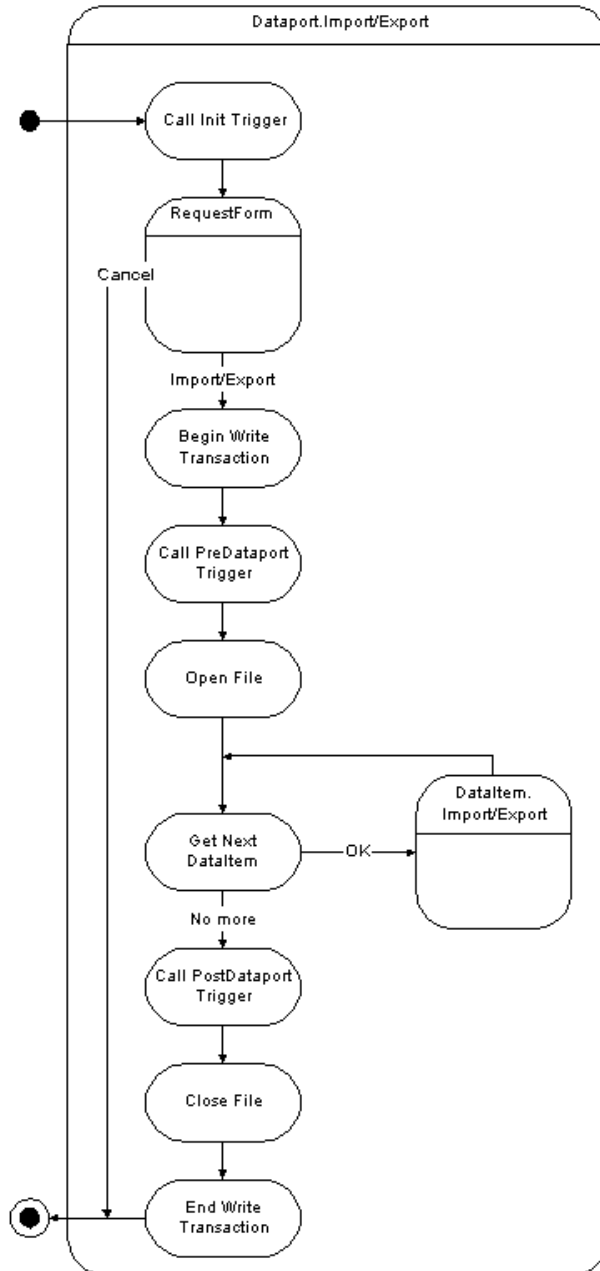 Dataport.Import/Export
Call Init Trigger
RequestForm
Cancel
Import/Export
Begin Write
Transaction
Call PreDataport
Trigger
Open File
DataItem.
Import/Export
Get Next
DataItem
OK
No more
Call PostDataport
Trigger
Close File
End Write
Transaction